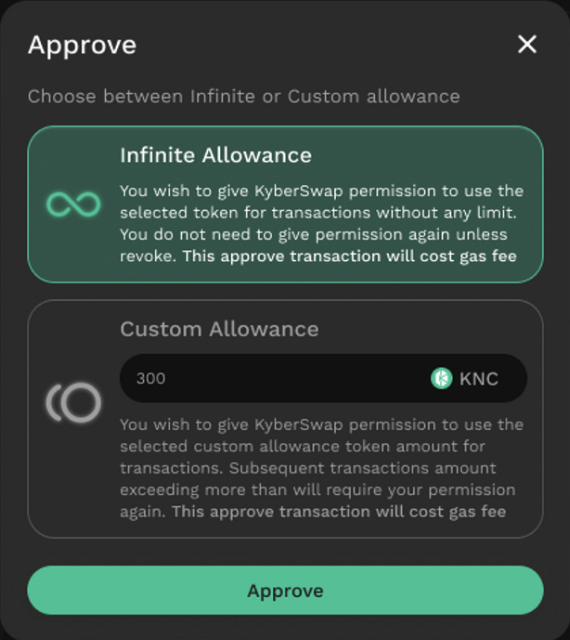 Approve
Choose between Infinite or Custom allowance
Infinite Allowance
You wish to give KyberSwap permission to use the
selected token for transactions without any limit.
You do not need to give permission again unless
revoke. This approve transaction will cost gas fee
Custom Allowance
300 KNC
You wish to give KyberSwap permission to use the
selected custom allowance token amount for
transactions. Subsequent transactions amount
exceeding more than will require your permission
again. This approve transaction will cost gas fee
Approve